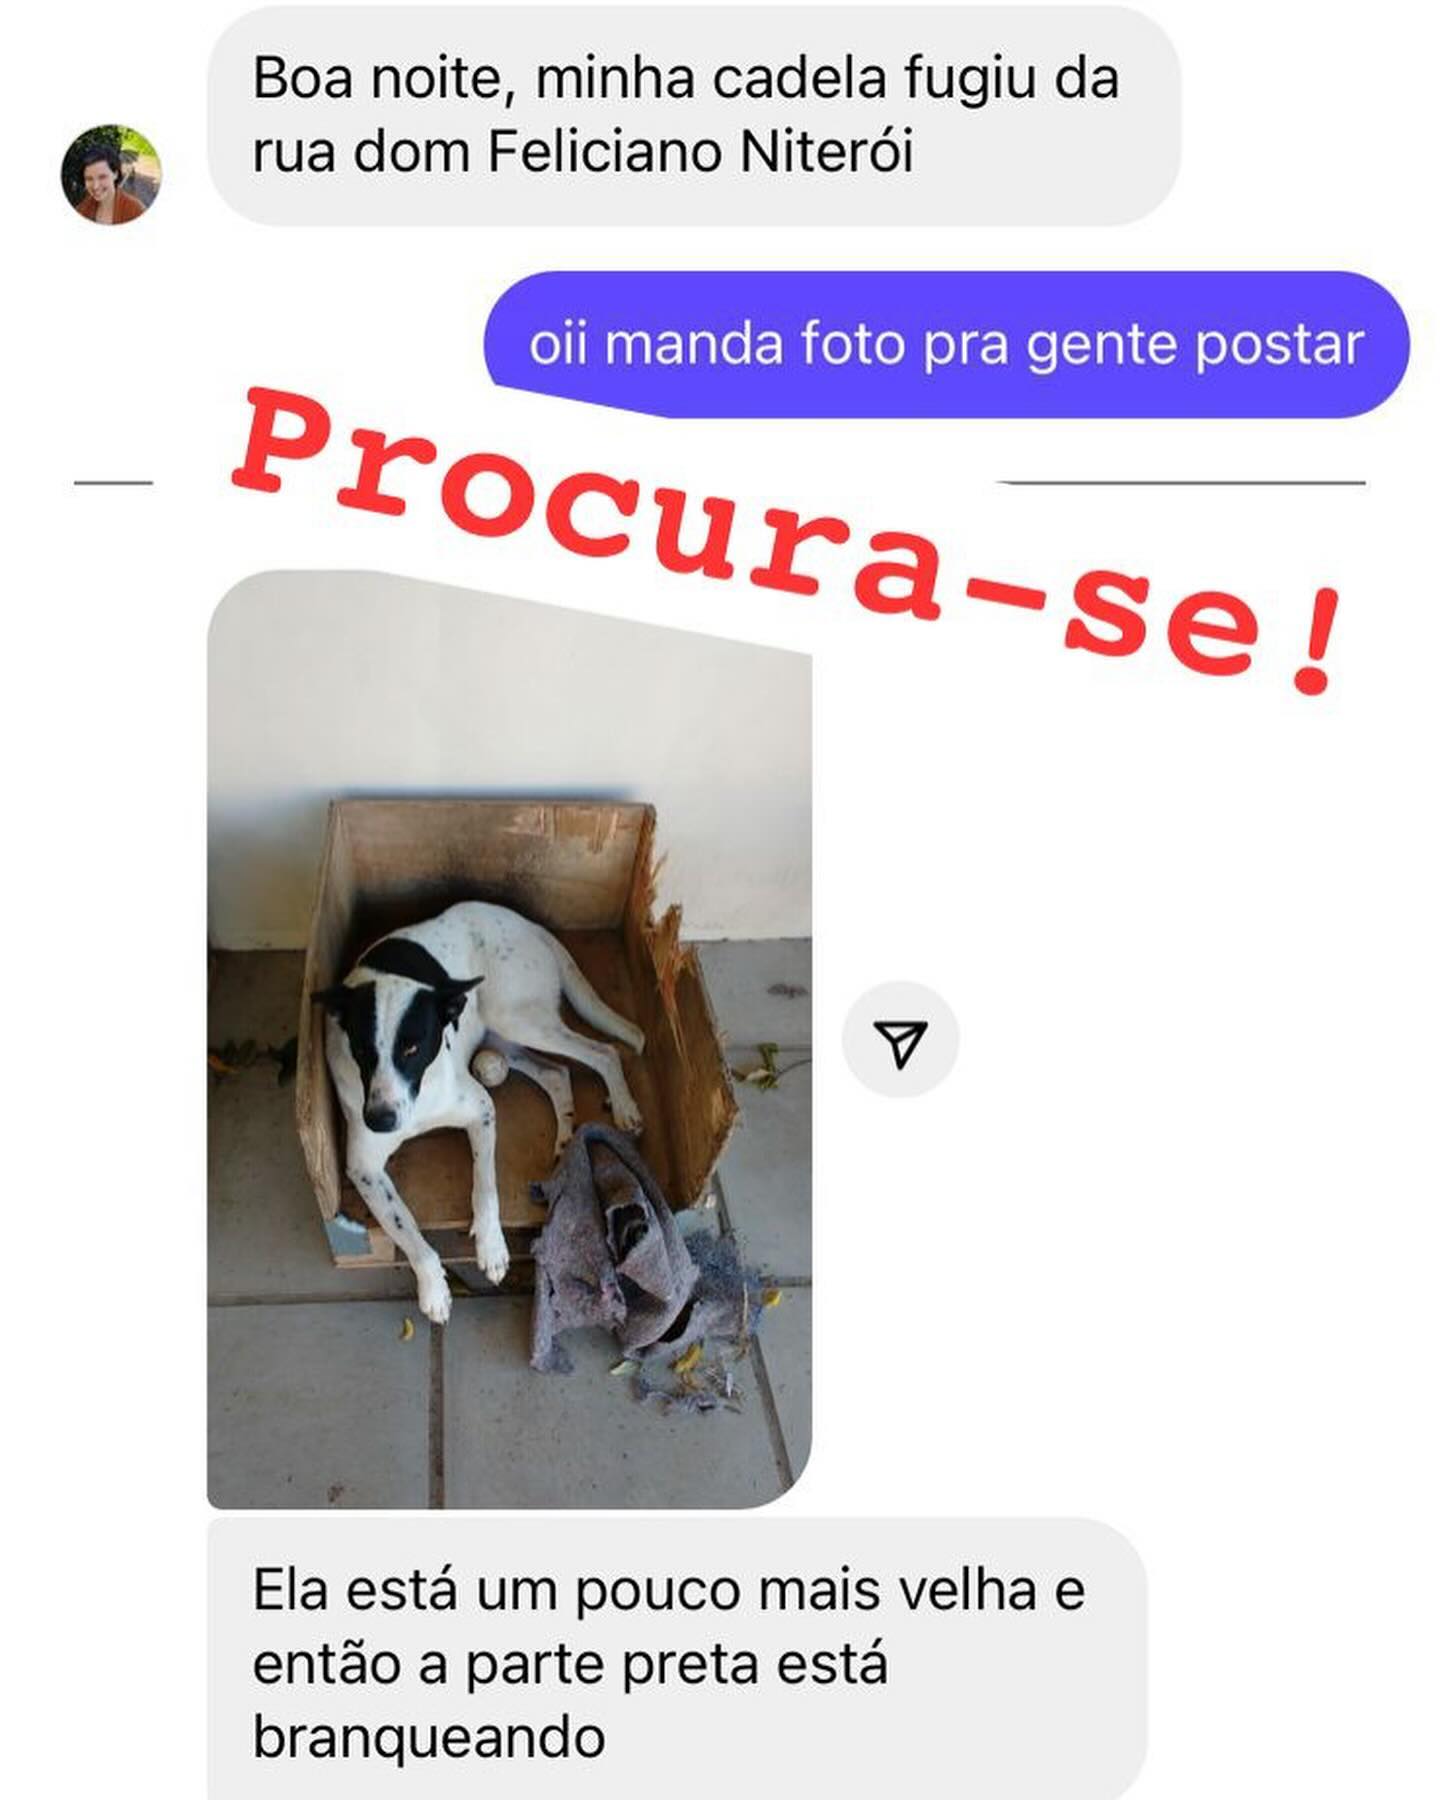 Boa noite, minha cadela fugiu da
rua dom Feliciano Niterói
oii manda foto pra gente postar
Procura-se!
Ela está um pouco mais velha e
então a parte preta está
branqueando